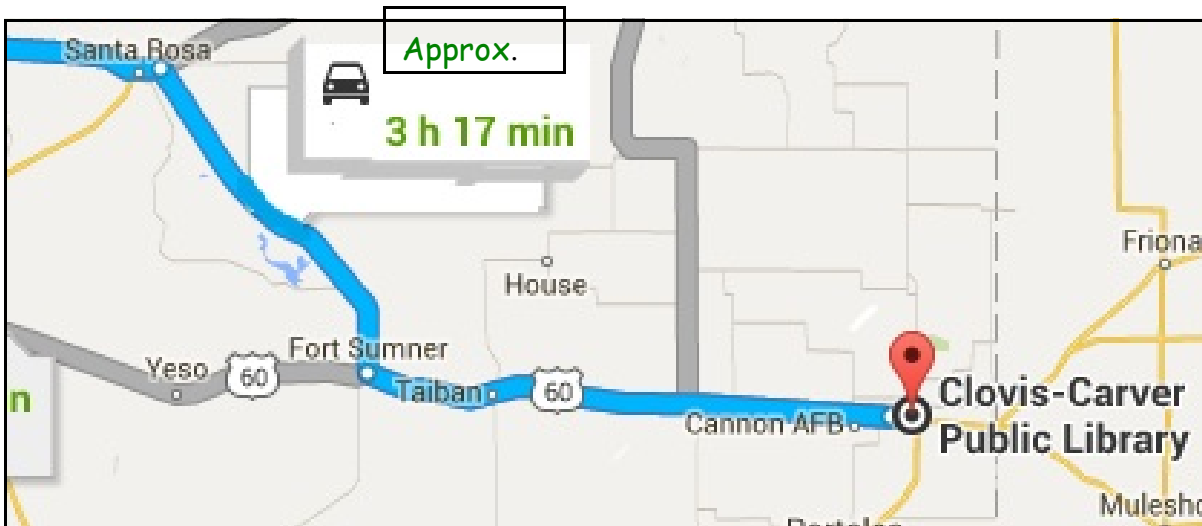 Approx.
Santa Rosa
3 h 17 min
Friona
House
Fort Sumner
Yeso
60
n
Taiban
60
Clovis-Carver
Public Library
Cannon AFB